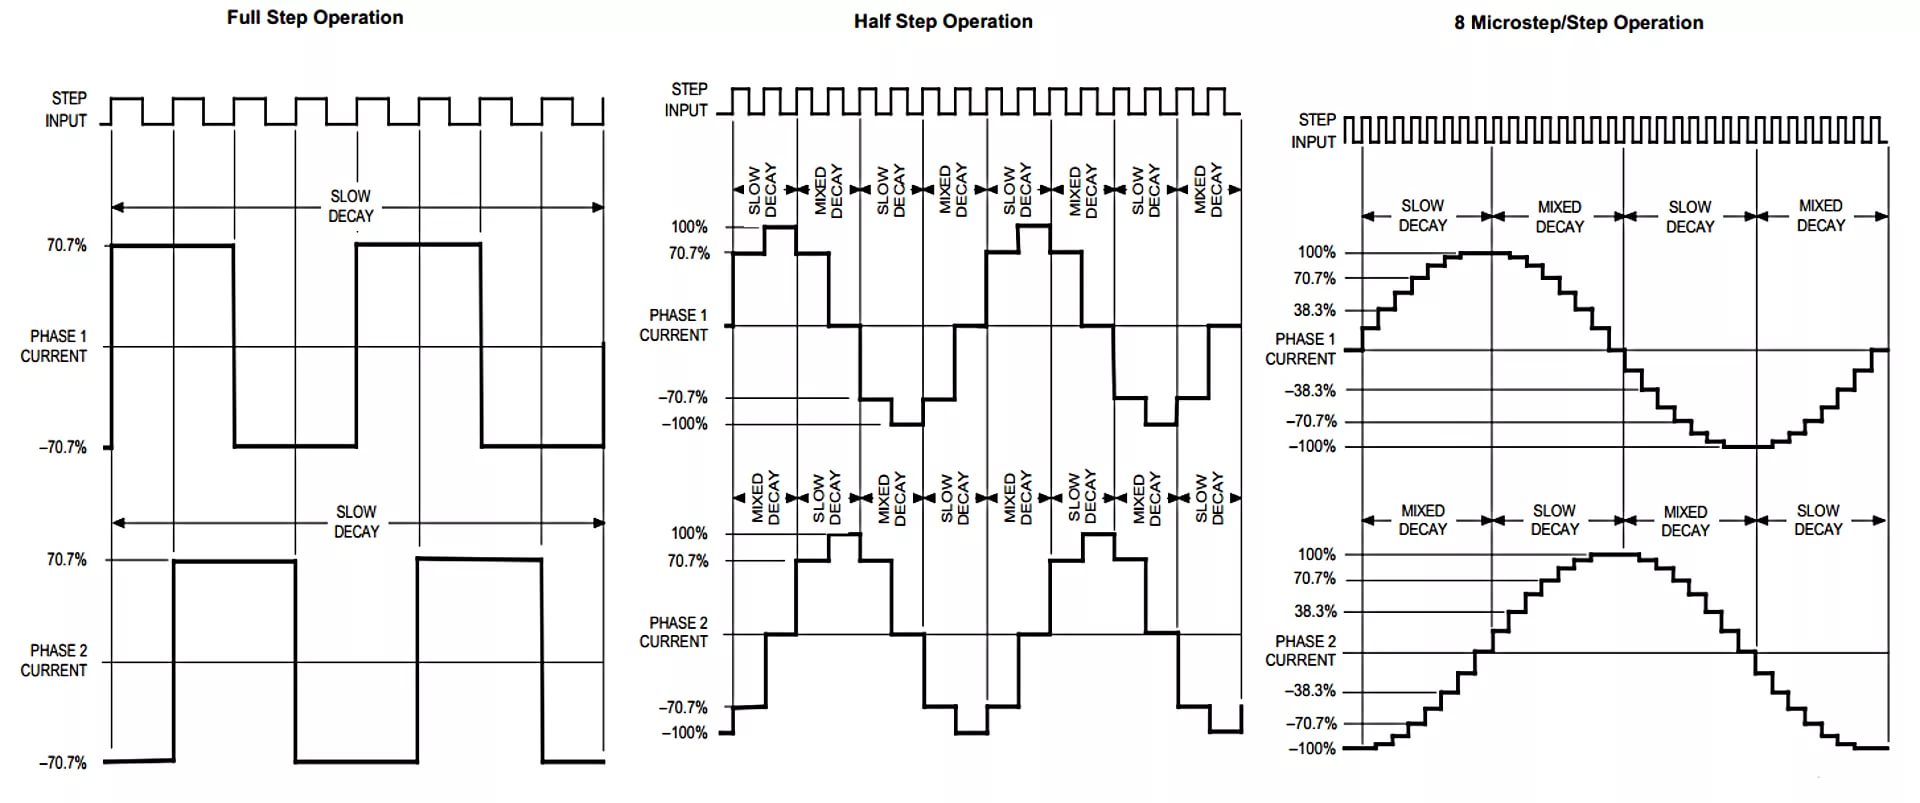 Full Step Operation
STEP
INPUT
SLOW
DECAY
70.7%
PHASE 1
CURRENT
–70.7%
SLOW
DECAY
70.7%
PHASE 2
CURRENT
–70.7%
Half Step Operation
STEP
INPUT
SLOW
DECAY
MIXED
DECAY
SLOW
DECAY
MIXED
DECAY
SLOW
DECAY
MIXED
DECAY
SLOW
DECAY
MIXED
DECAY
100%
70.7%
PHASE 1
CURRENT
–70.7%
–100%
MIXED
DECAY
SLOW
DECAY
MIXED
DECAY
SLOW
DECAY
MIXED
DECAY
SLOW
DECAY
MIXED
DECAY
SLOW
DECAY
100%
70.7%
PHASE 2
CURRENT
–70.7%
–100%
8 Microstep/Step Operation
STEP
INPUT
SLOW
DECAY
MIXED
DECAY
SLOW
DECAY
MIXED
DECAY
100%
70.7%
38.3%
PHASE 1
CURRENT
–38.3%
–70.7%
–100%
MIXED
DECAY
SLOW
DECAY
MIXED
DECAY
SLOW
DECAY
100%
70.7%
38.3%
PHASE 2
CURRENT
–38.3%
–70.7%
–100%